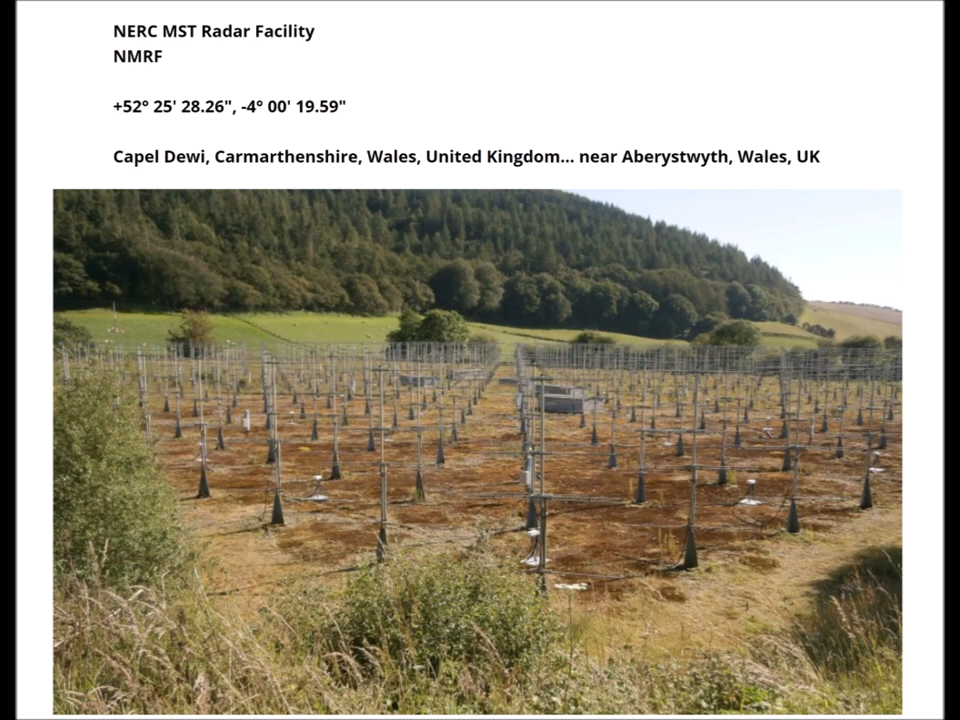 NERC MST Radar Facility
NMRF
+52° 25' 28.26", -4° 00' 19.59"
Capel Dewi, Carmarthenshire, Wales, United Kingdom... near Aberystwyth, Wales, UK